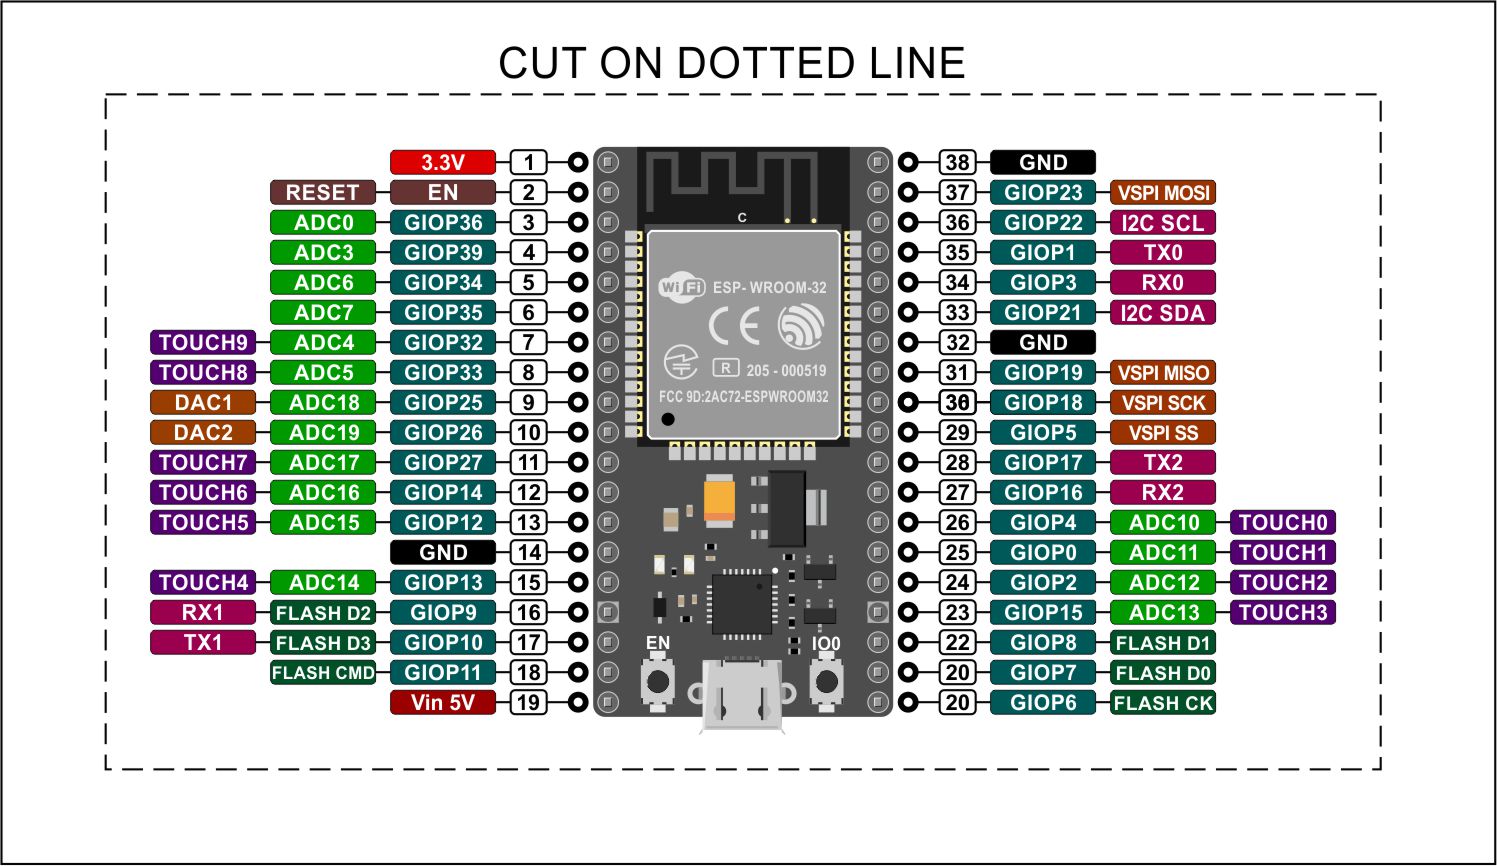 CUT ON DOTTED LINE
3.3V 1 38 GND
RESET EN 2 37 GIOP23 VSPI MOSI
ADC0 GIOP36 3 C 36 GIOP22 I2C SCL
ADC3 GIOP39 4 35 GIOP1 TX0
ADC6 GIOP34 5 WiFi ESP- WROOM-32 34 GIOP3 RX0
ADC7 GIOP35 6 CE 33 GIOP21 I2C SDA
TOUCH9 ADC4 GIOP32 7 32 GND
TOUCH8 ADC5 GIOP33 8 R 205 - 000519 31 GIOP19 VSPI MISO
DAC1 ADC18 GIOP25 9 FCC 9D:2AC72-ESPWROOM32 30 GIOP18 VSPI SCK
DAC2 ADC19 GIOP26 10 29 GIOP5 VSPI SS
TOUCH7 ADC17 GIOP27 11 28 GIOP17 TX2
TOUCH6 ADC16 GIOP14 12 27 GIOP16 RX2
TOUCH5 ADC15 GIOP12 13 26 GIOP4 ADC10 TOUCH0
GND 14 25 GIOP0 ADC11 TOUCH1
TOUCH4 ADC14 GIOP13 15 24 GIOP2 ADC12 TOUCH2
RX1 FLASH D2 GIOP9 16 23 GIOP15 ADC13 TOUCH3
TX1 FLASH D3 GIOP10 17 EN IO0 22 GIOP8 FLASH D1
FLASH CMD GIOP11 18 20 GIOP7 FLASH D0
Vin 5V 19 20 GIOP6 FLASH CK